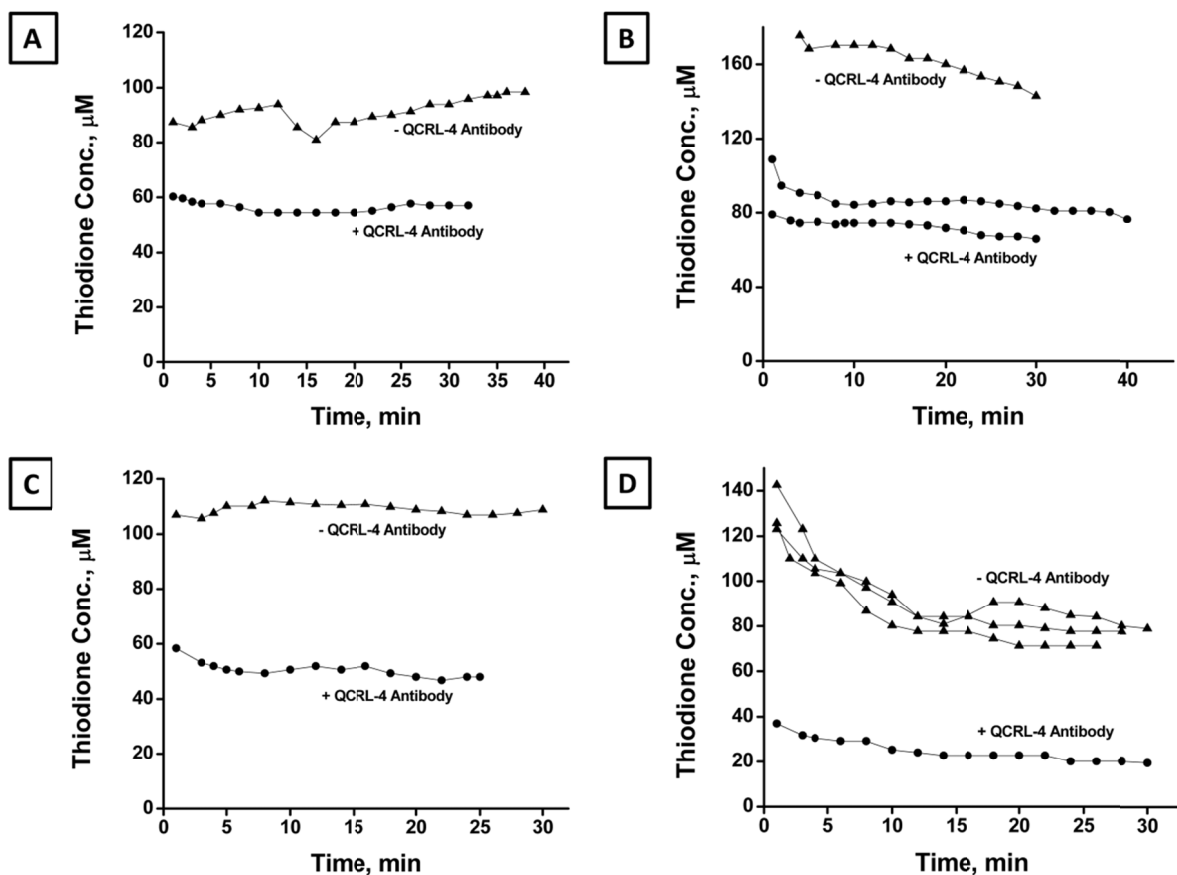 A
120
100
80
60
40
20
0
Thiodione Conc., μM
- QCRL-4 Antibody
+ QCRL-4 Antibody
0 5 10 15 20 25 30 35 40
Time, min
B
160
120
80
40
0
Thiodione Conc., μM
- QCRL-4 Antibody
+ QCRL-4 Antibody
0 10 20 30 40
Time, min
C
120
100
80
60
40
20
0
Thiodione Conc., μM
- QCRL-4 Antibody
+ QCRL-4 Antibody
0 5 10 15 20 25 30
Time, min
D
140
120
100
80
60
40
20
0
Thiodione Conc., μM
- QCRL-4 Antibody
+ QCRL-4 Antibody
0 5 10 15 20 25 30
Time, min